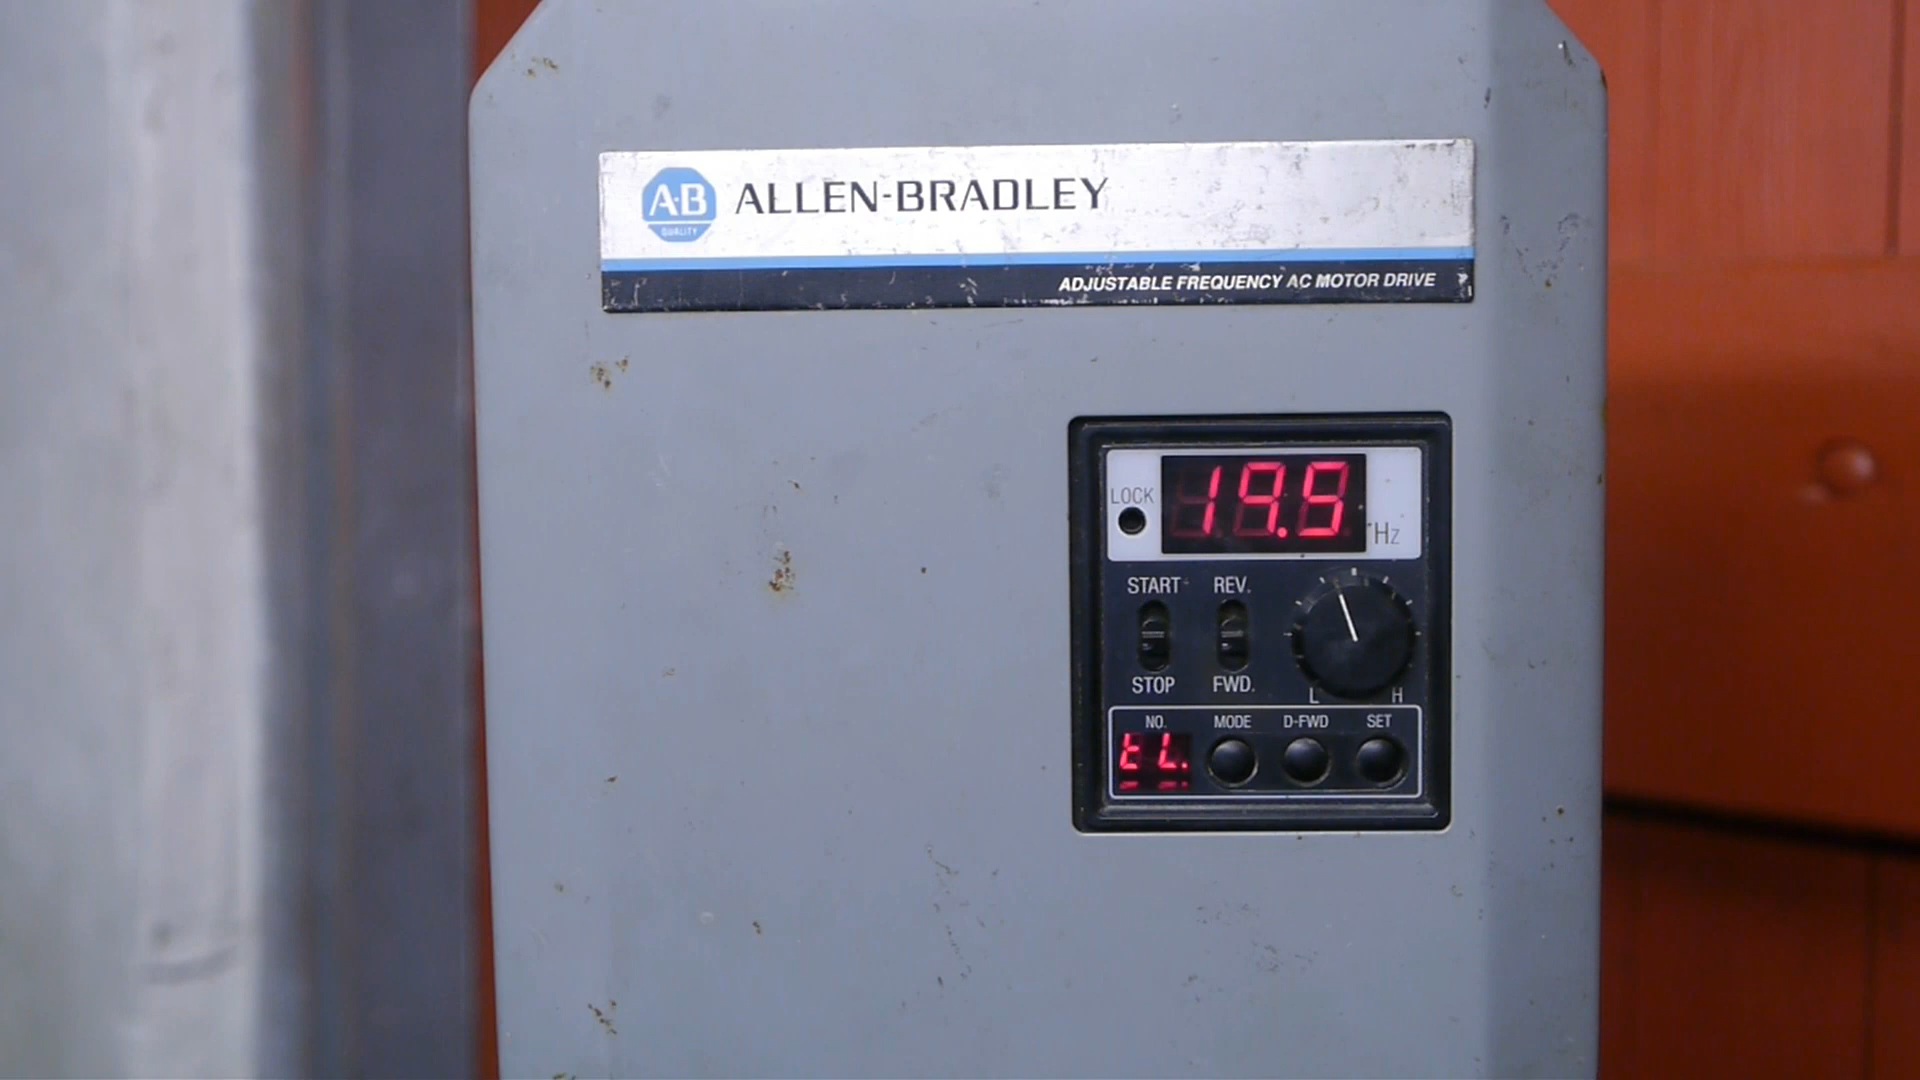 A-B
QUALITY
ALLEN-BRADLEY
ADJUSTABLE FREQUENCY AC MOTOR DRIVE
LOCK
19.5
Hz
START
REV.
STOP
FWD.
L
H
NO.
MODE
D-FWD
SET
tL.